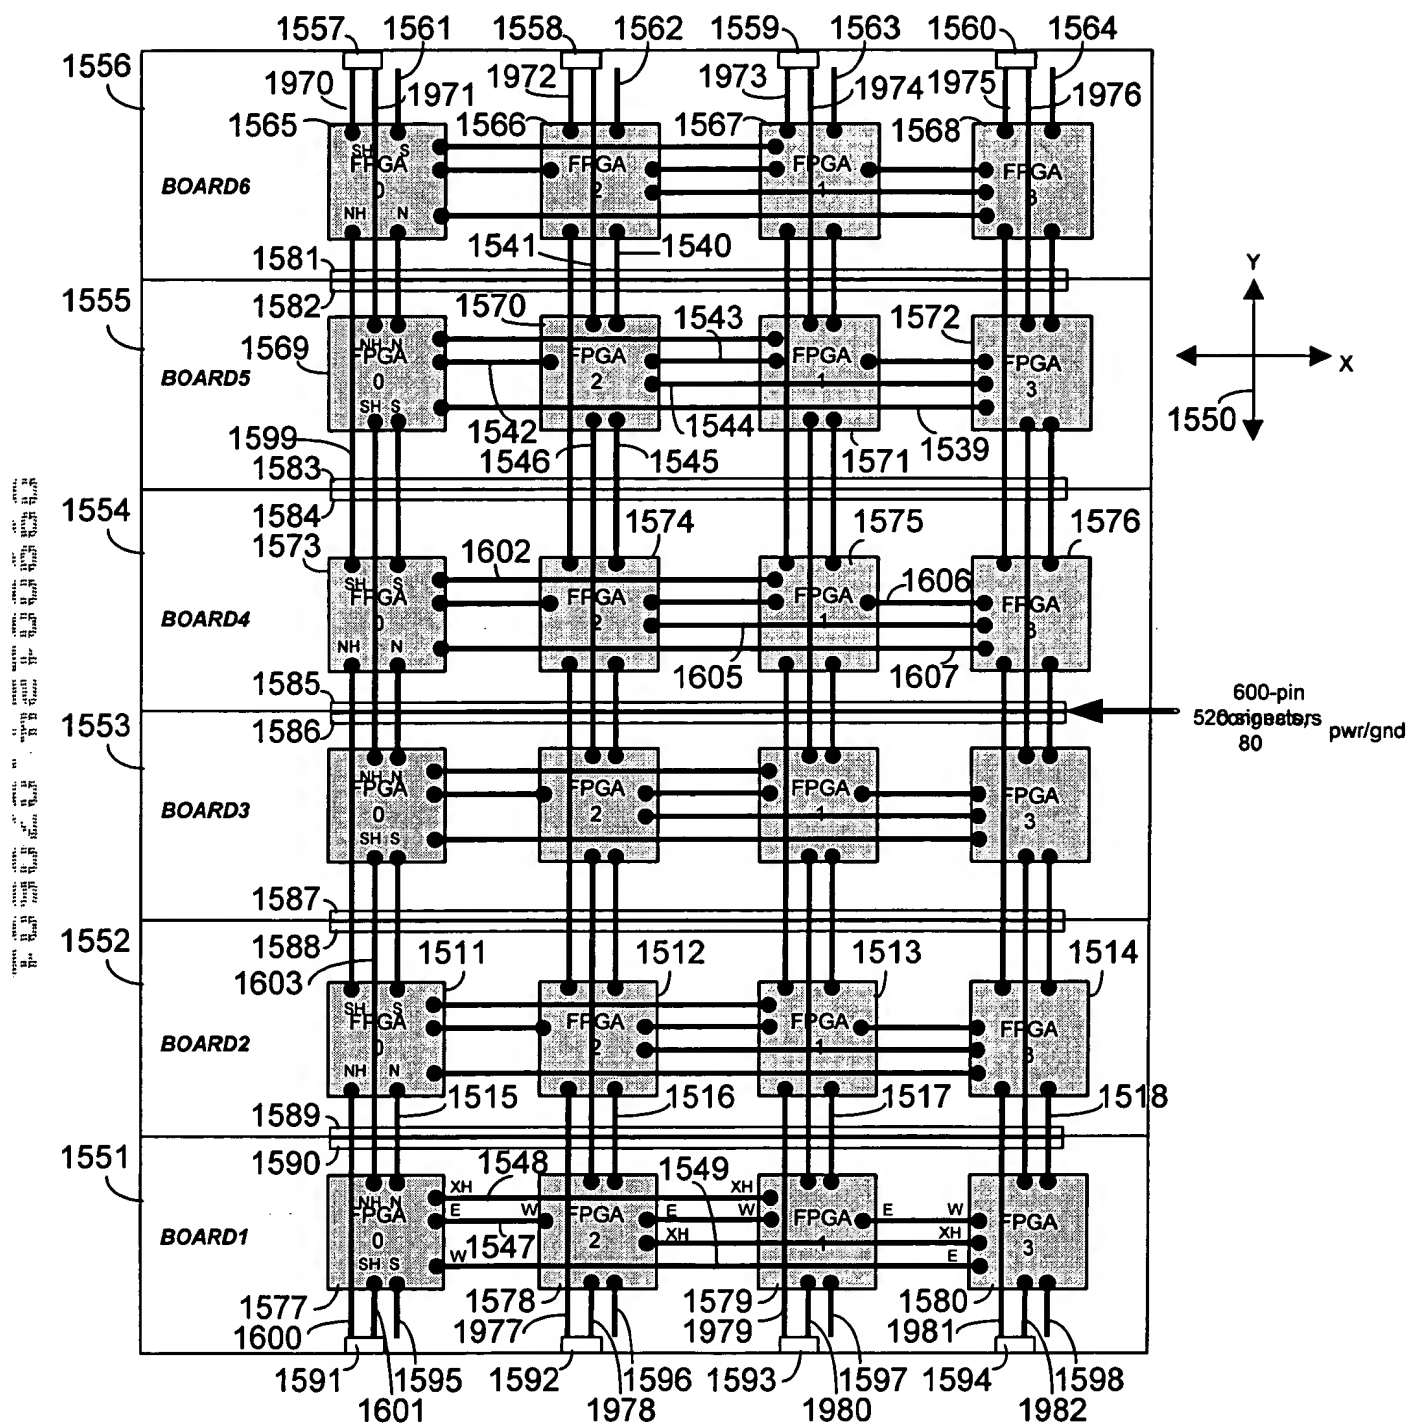 1557 1561 1558 1562 1559 1563 1560 1564
1556
1970 1971 1972 1973 1974 1975 1976
1565 1566 1567 1568
SH S
FPGA 0 FPGA 2 FPGA 1 FPGA 3
BOARD6
NH N
1541 1540
1581
1582
1555
1570 1543 1572
1569
NH N
FPGA 0 FPGA 2 FPGA 1 FPGA 3
BOARD5
SH S
Y
X
1550
1599 1542 1546 1545 1544 1571 1539
1583
1584
1554
1573 1574 1575 1576
1602 1606
SH S
FPGA 0 FPGA 2 FPGA 1 FPGA 3
BOARD4
NH N
1605 1607
1585
1586
600-pin
pwr/gnd
80
1553
NH N
FPGA 0 FPGA 2 FPGA 1 FPGA 3
BOARD3
SH S
1587
1588
1552
1603 1511 1512 1513 1514
SH S
FPGA 0 FPGA 2 FPGA 1 FPGA 3
BOARD2
NH N
1515 1516 1517 1518
1589
1590
1551
1548 1549
XH XH
NH N
E W E W E W
FPGA 0 FPGA 2 FPGA 1 FPGA 3
BOARD1
1547
XH XH
SH S
W E
1577 1578 1579 1580
1600 1977 1979 1981
1591 1595 1592 1596 1593 1597 1594 1598
1601 1978 1980 1982